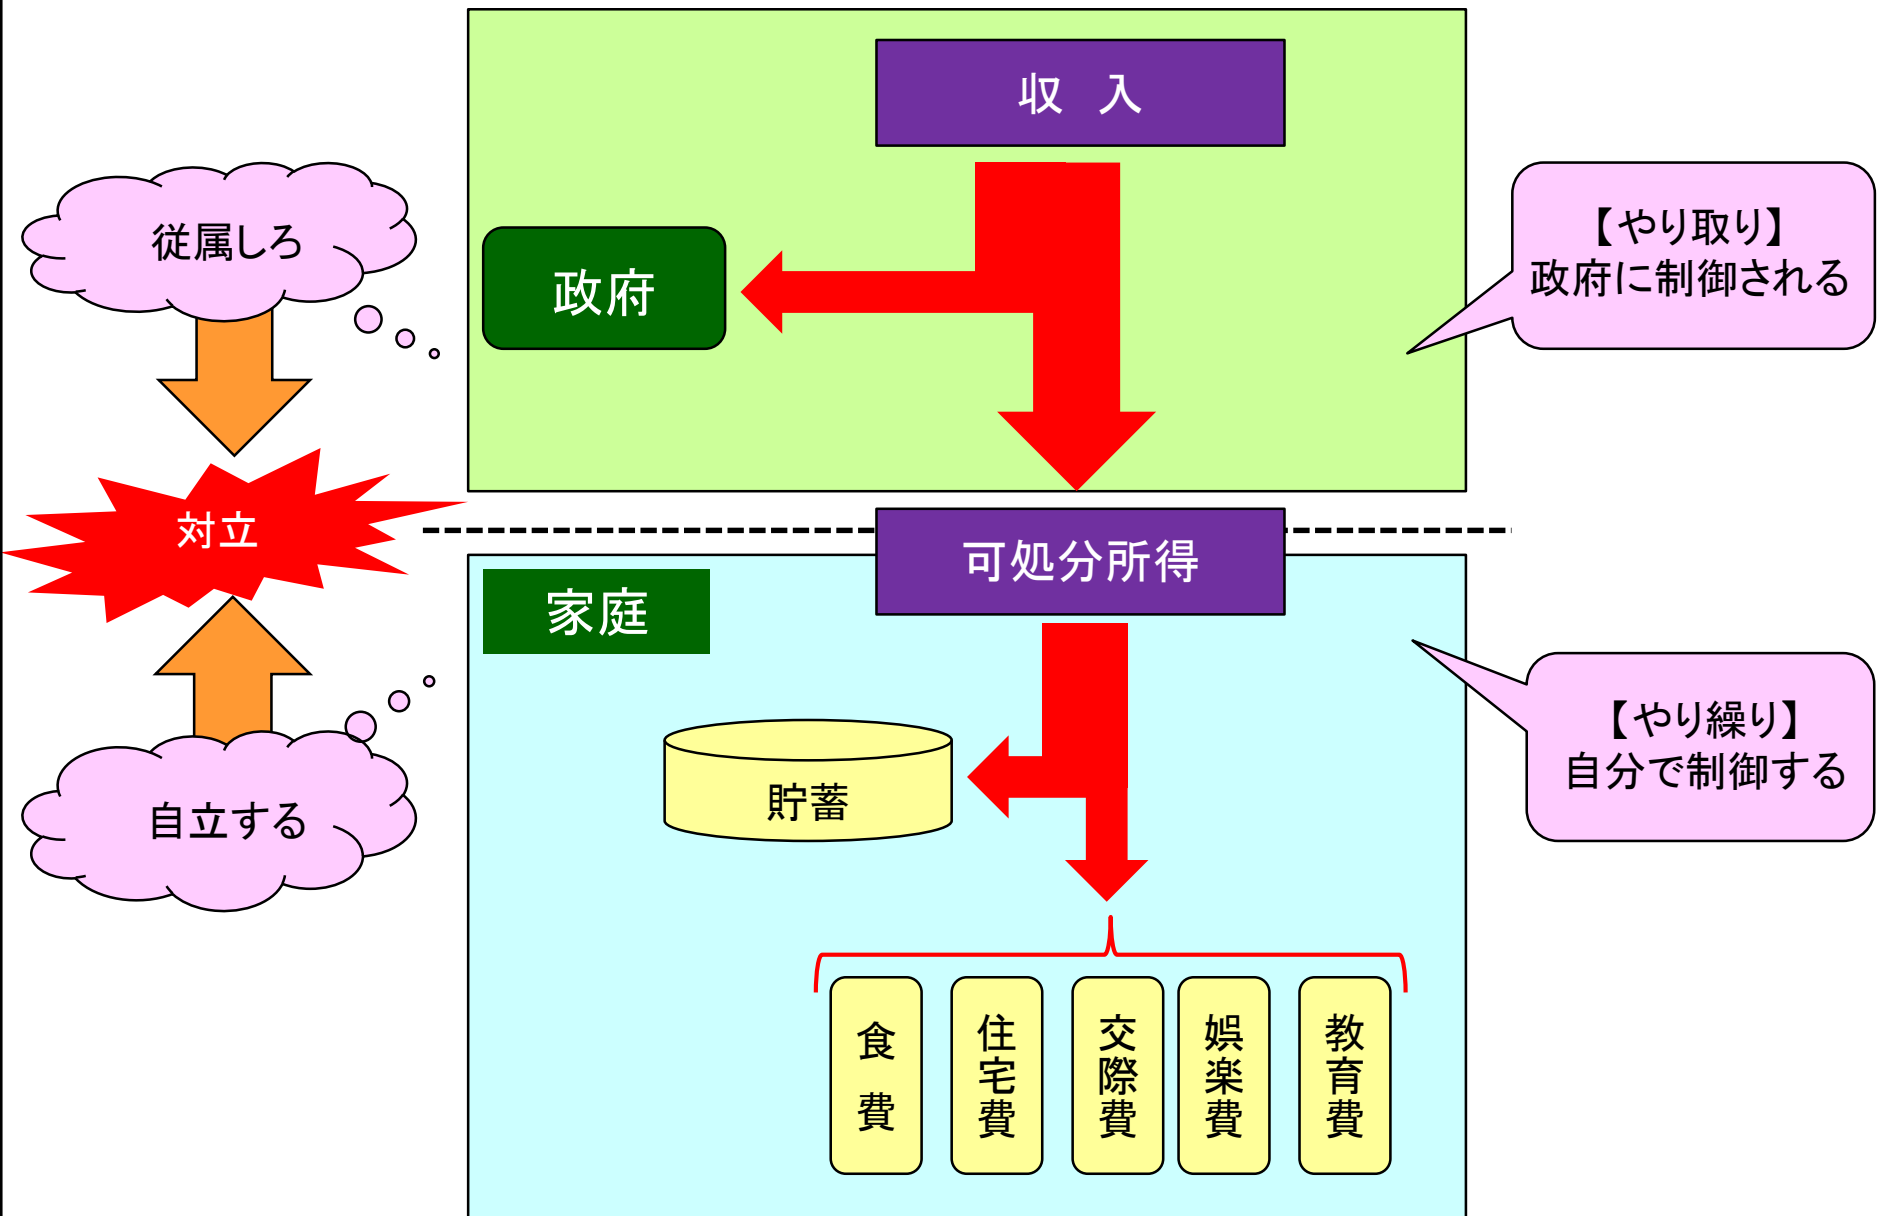 収　入
従属しろ
政府
【やり取り】
政府に制御される
対立
可処分所得
家庭
【やり繰り】
自分で制御する
貯蓄
自立する
食費
住宅費
交際費
娯楽費
教育費